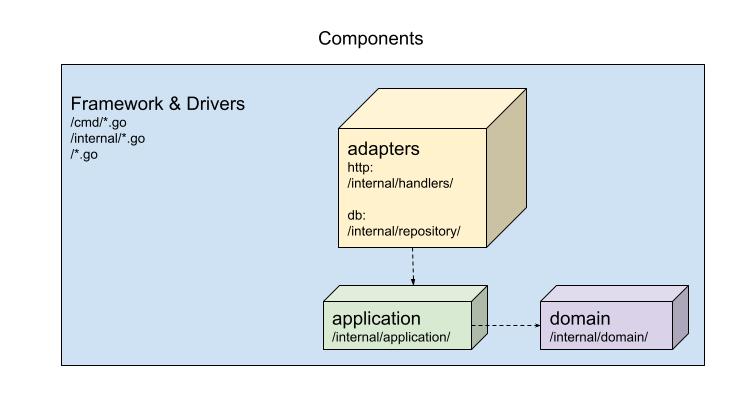 Components
Framework & Drivers
/cmd/*.go
/internal/*.go
/*.go
adapters
http:
/internal/handlers/
db:
/internal/repository/
application
/internal/application/
domain
/internal/domain/